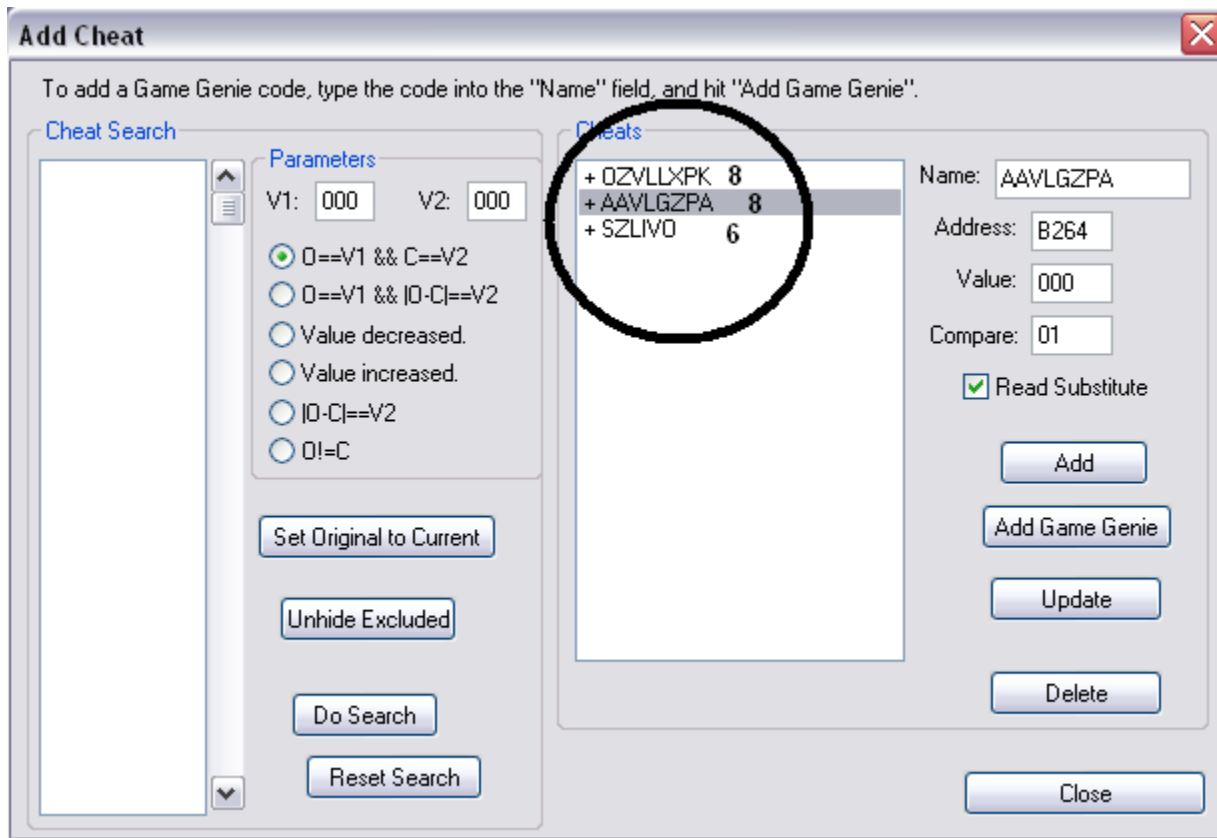 Add Cheat
To add a Game Genie code, type the code into the "Name" field, and hit "Add Game Genie".
Cheat Search
Parameters
V1: 000 V2: 000
O==V1 && C==V2
O==V1 && |O-C|==V2
Value decreased.
Value increased.
|O-C|==V2
O!=C
Set Original to Current
Unhide Excluded
Do Search
Reset Search
Cheats
+ OZVLLXPK 8
+ AAVLGZPA 8
+ SZLIVO 6
Name: AAVLGZPA
Address: B264
Value: 000
Compare: 01
Read Substitute
Add
Add Game Genie
Update
Delete
Close